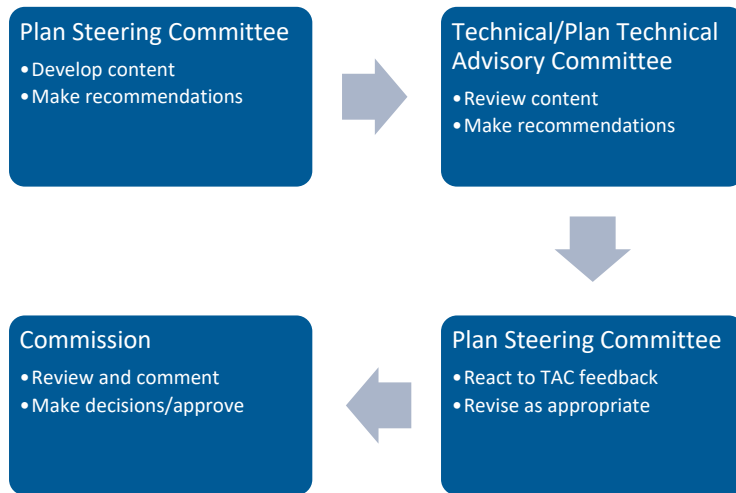 Plan Steering Committee
•Develop content
•Make recommendations
Technical/Plan Technical
Advisory Committee
•Review content
•Make recommendations
Plan Steering Committee
•React to TAC feedback
•Revise as appropriate
Commission
•Review and comment
•Make decisions/approve